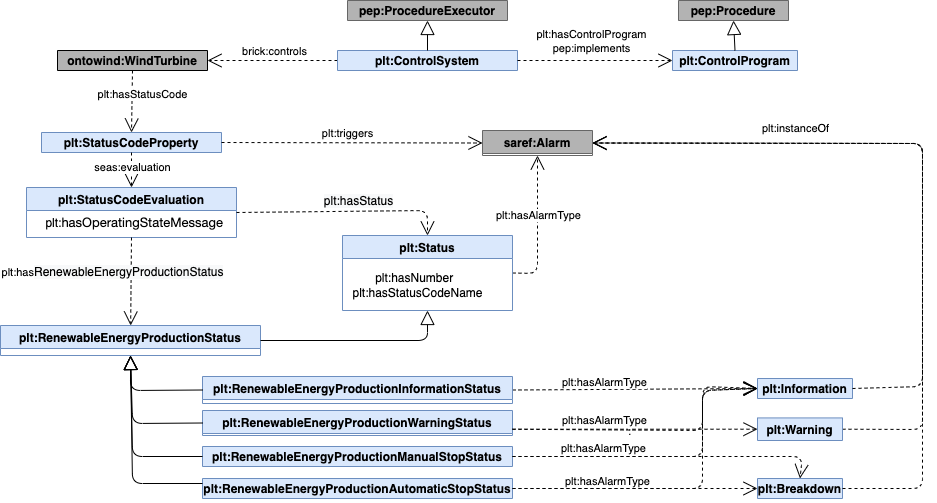 pep:ProcedureExecutor
pep:Procedure
plt:hasControlProgram
pep:implements
brick:controls
ontowind:WindTurbine
plt:ControlSystem
plt:ControlProgram
plt:hasStatusCode
plt:instanceOf
plt:triggers
plt:StatusCodeProperty
saref:Alarm
seas:evaluation
plt:StatusCodeEvaluation
plt:hasStatus
plt:hasAlarmType
plt:hasOperatingStateMessage
plt:Status
plt:hasRenewableEnergyProductionStatus
plt:hasNumber
plt:hasStatusCodeName
plt:RenewableEnergyProductionStatus
plt:RenewableEnergyProductionInformationStatus
plt:hasAlarmType
plt:Information
plt:RenewableEnergyProductionWarningStatus
plt:hasAlarmType
plt:Warning
plt:RenewableEnergyProductionManualStopStatus
plt:hasAlarmType
plt:RenewableEnergyProductionAutomaticStopStatus
plt:hasAlarmType
plt:Breakdown